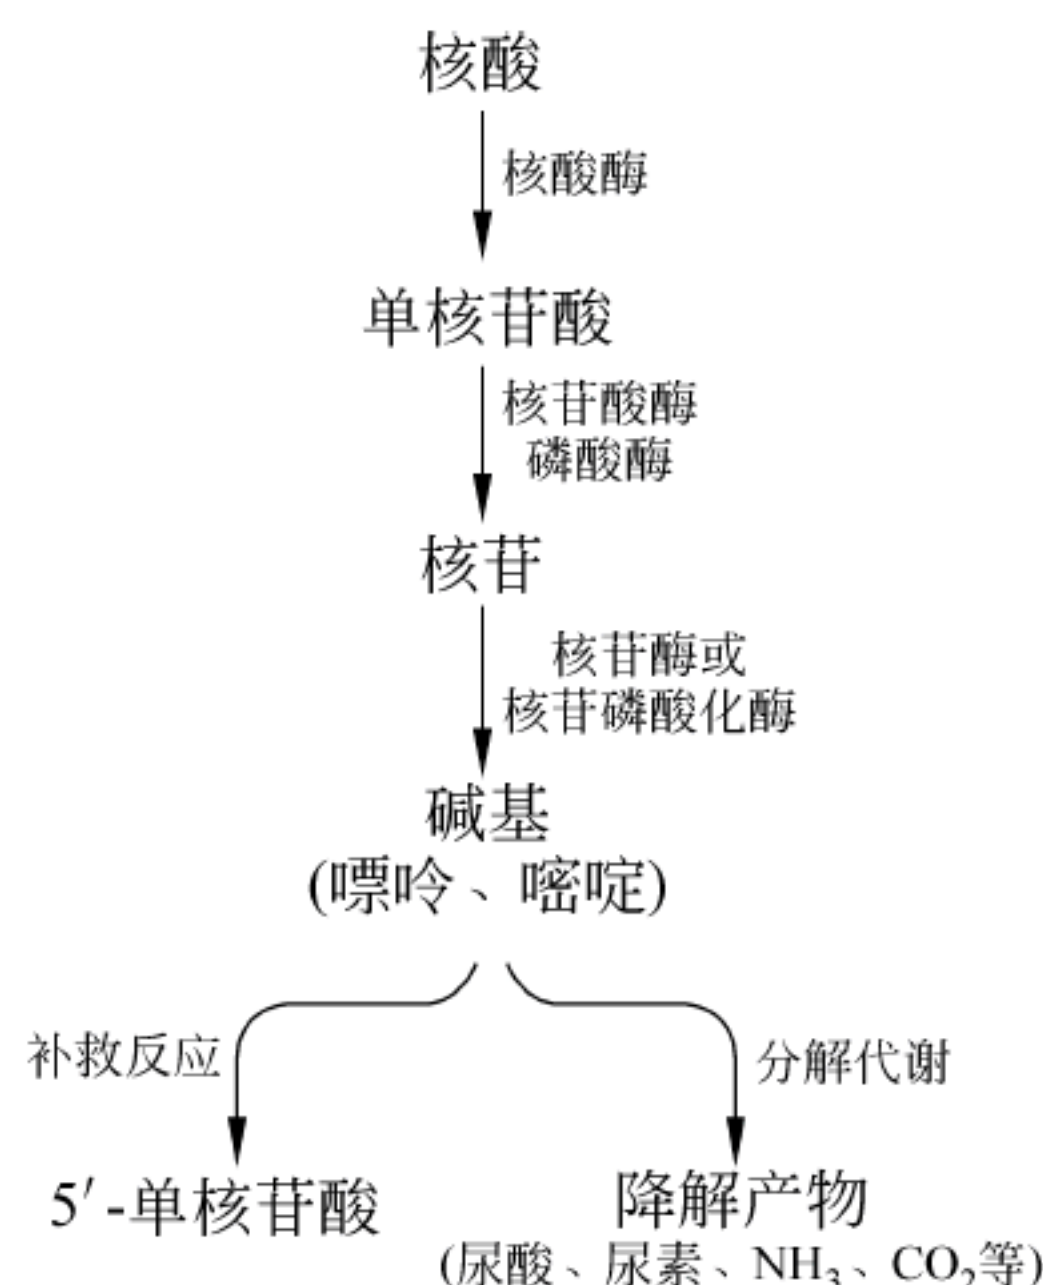 核酸
核酸酶
单核苷酸
核苷酸酶
磷酸酶
核苷
核苷酶或
核苷磷酸化酶
碱基
(嘌呤、嘧啶)
补救反应
分解代谢
5′-单核苷酸
降解产物
(尿酸、尿素、NH₃、CO₂等)